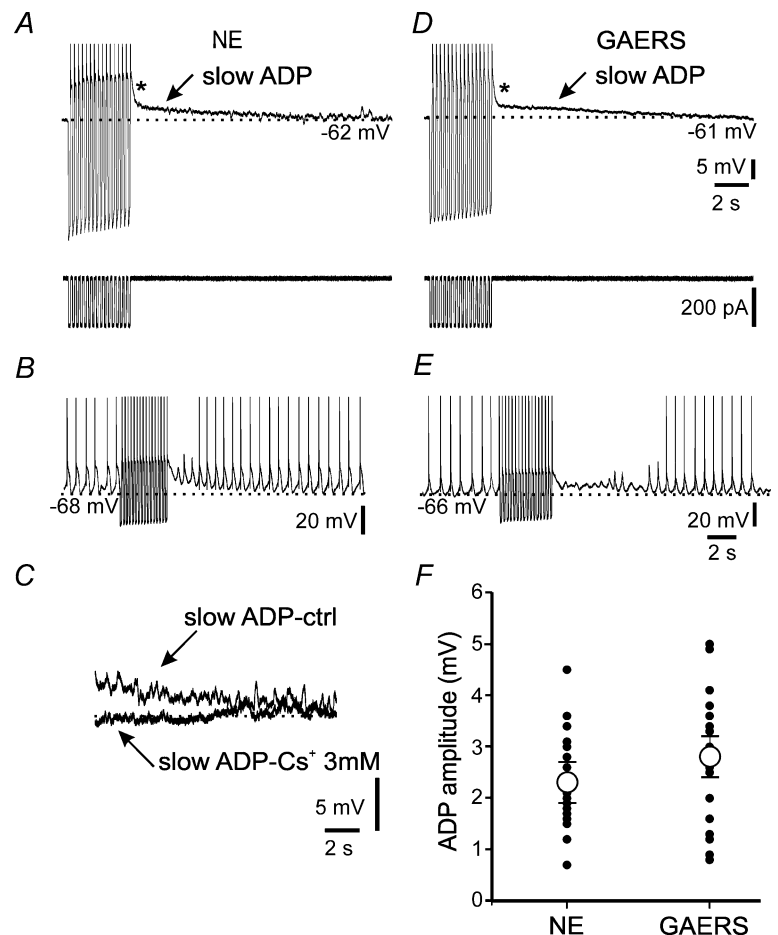 A
NE
slow ADP
*
-62 mV
D
GAERS
slow ADP
*
-61 mV
5 mV
2 s
200 pA
B
-68 mV
20 mV
E
-66 mV
20 mV
2 s
C
slow ADP-ctrl
slow ADP-Cs⁺ 3mM
5 mV
2 s
F
ADP amplitude (mV)
6
5
4
3
2
1
0
NE
GAERS